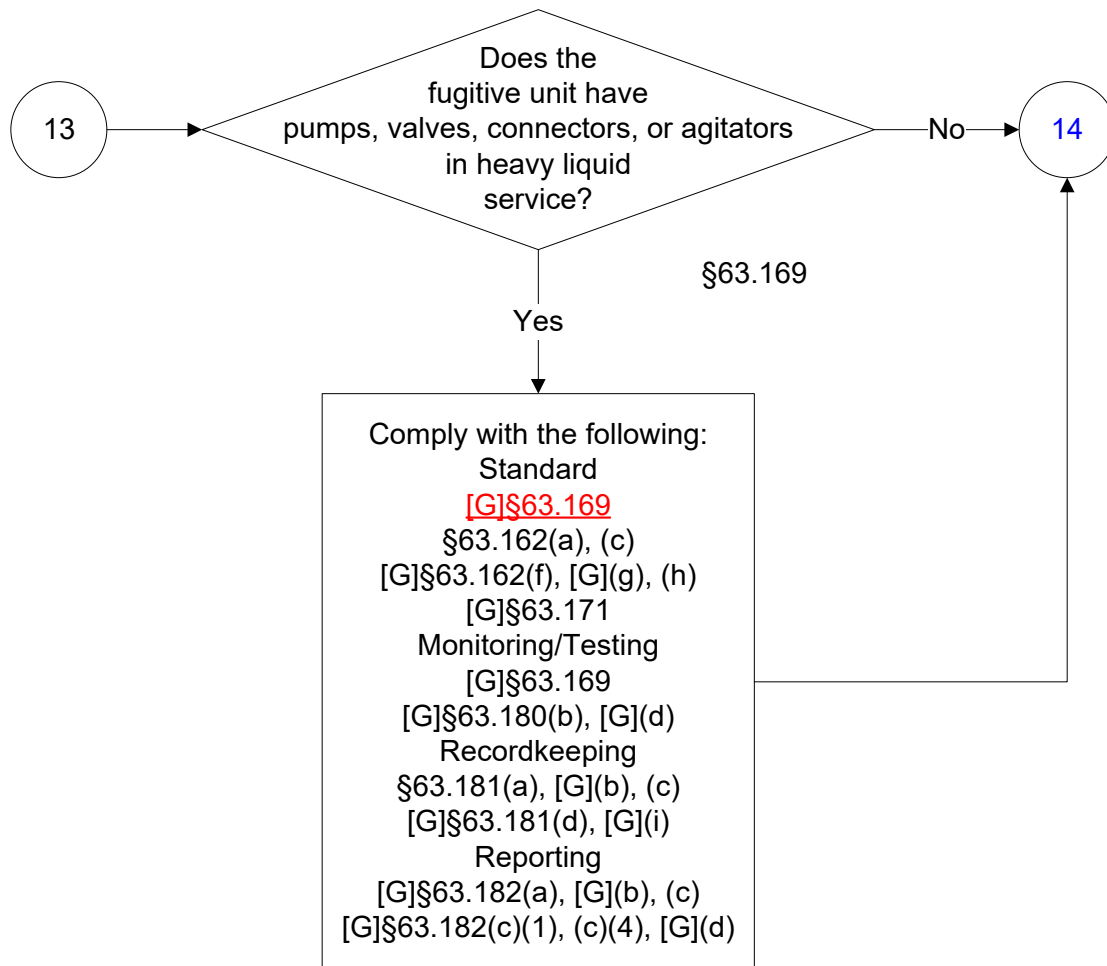 Does the
fugitive unit have
pumps, valves, connectors, or agitators
in heavy liquid
service?
13
No
14
§63.169
Yes
Comply with the following:
Standard
[G]§63.169
§63.162(a), (c)
[G]§63.162(f), [G](g), (h)
[G]§63.171
Monitoring/Testing
[G]§63.169
[G]§63.180(b), [G](d)
Recordkeeping
§63.181(a), [G](b), (c)
[G]§63.181(d), [G](i)
Reporting
[G]§63.182(a), [G](b), (c)
[G]§63.182(c)(1), (c)(4), [G](d)